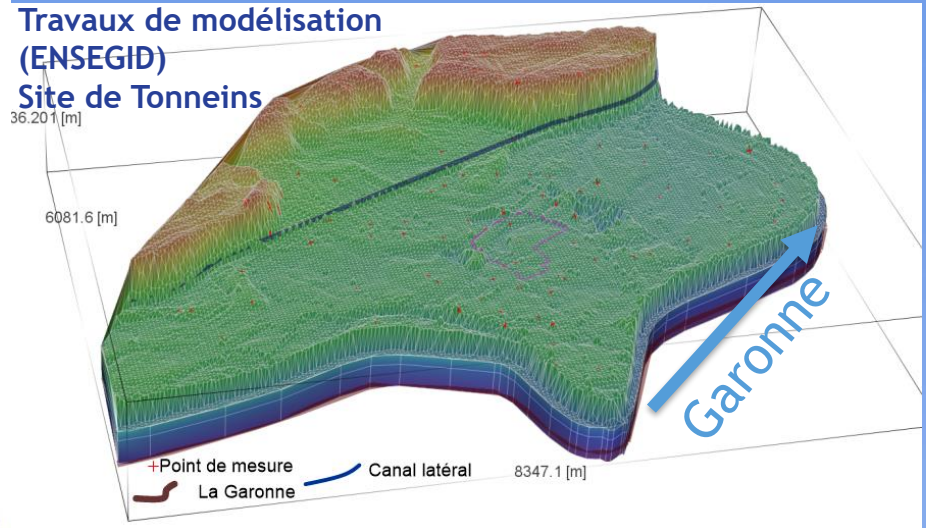 Travaux de modélisation
(ENSEGID)
Site de Tonneins
36.201 [m]
6081.6 [m]
Garonne
+Point de mesure
Canal latéral
La Garonne
8347.1 [m]